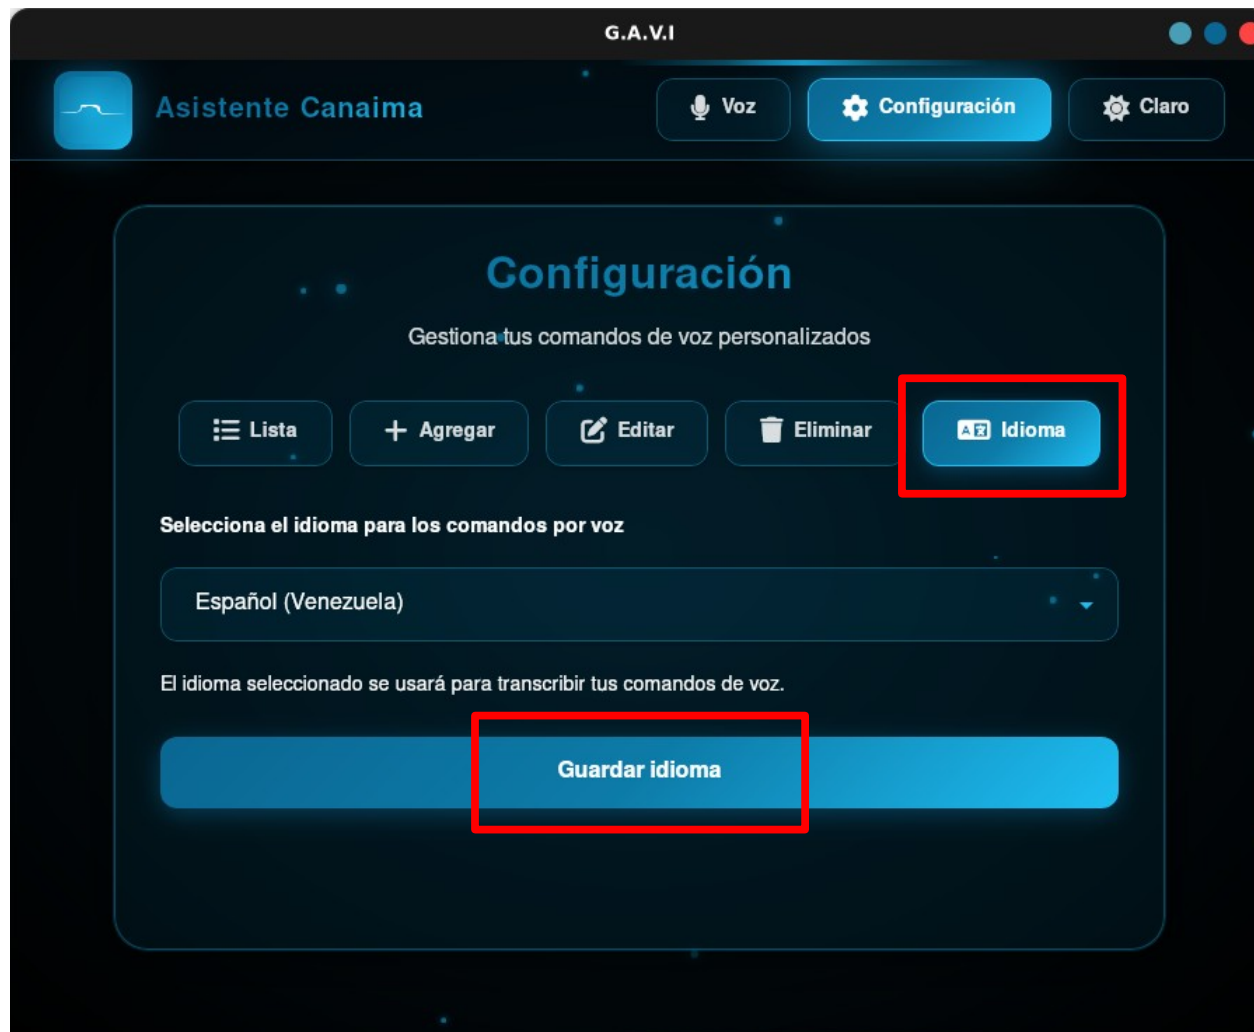 G.A.V.I
Asistente Canaima
Voz
Configuración
Claro
Configuración
Gestiona tus comandos de voz personalizados
Lista
Agregar
Editar
Eliminar
Idioma
Selecciona el idioma para los comandos por voz
Español (Venezuela)
El idioma seleccionado se usará para transcribir tus comandos de voz.
Guardar idioma